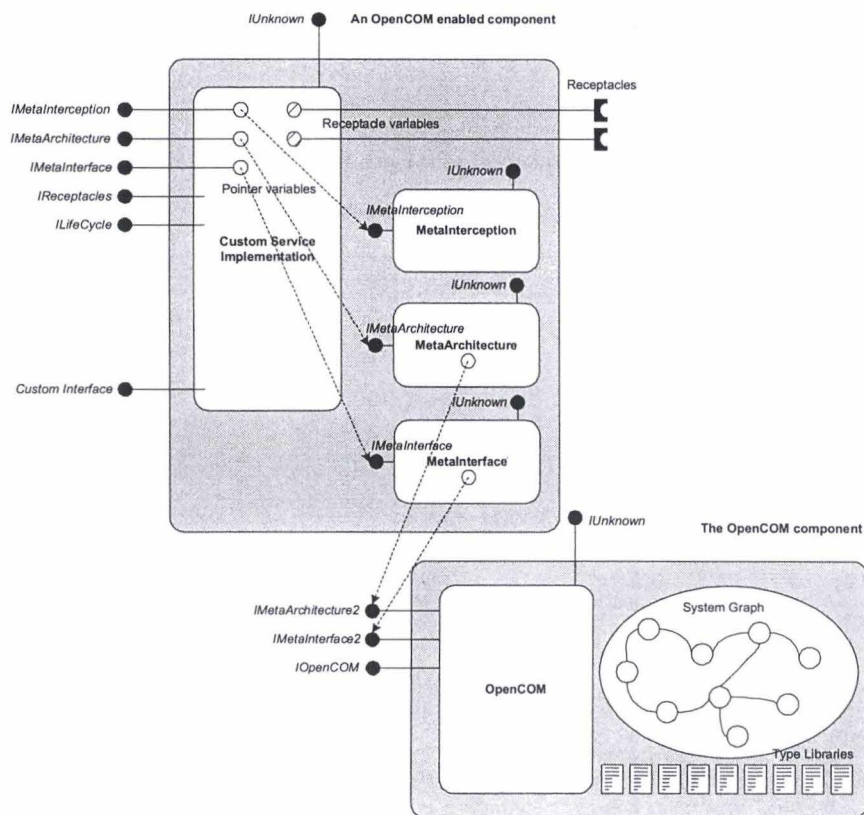 IUnknown
An OpenCOM enabled component
Receptacles
IMetaInterception
IMetaArchitecture
Receptacle variables
IMetaInterface
IUnknown
IReceptacles
Pointer variables
IMetaInterception
ILifeCycle
MetaInterception
Custom Service
Implementation
IUnknown
IMetaArchitecture
MetaArchitecture
Custom Interface
IUnknown
IMetaInterface
MetaInterface
IUnknown
The OpenCOM component
IMetaArchitecture2
System Graph
IMetaInterface2
IOpenCOM
OpenCOM
Type Libraries